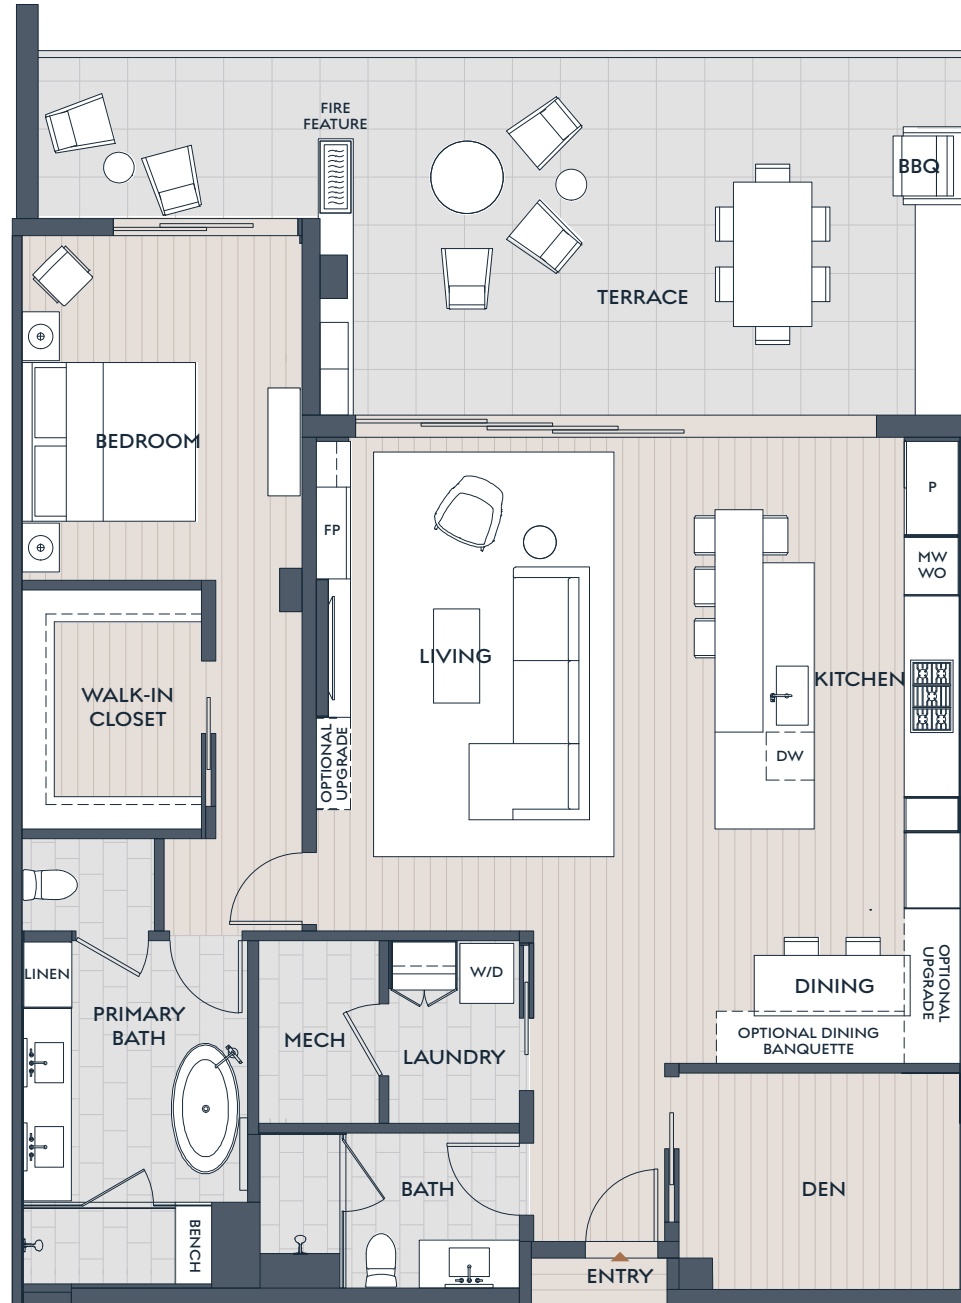 FIRE
FEATURE
BBQ
TERRACE
BEDROOM
P
FP
MW
WO
LIVING
KITCHEN
WALK-IN
CLOSET
OPTIONAL
UPGRADE
DW
LINEN
W/D
DINING
OPTIONAL
UPGRADE
PRIMARY
BATH
MECH
LAUNDRY
OPTIONAL DINING
BANQUETTE
BATH
DEN
BENCH
ENTRY